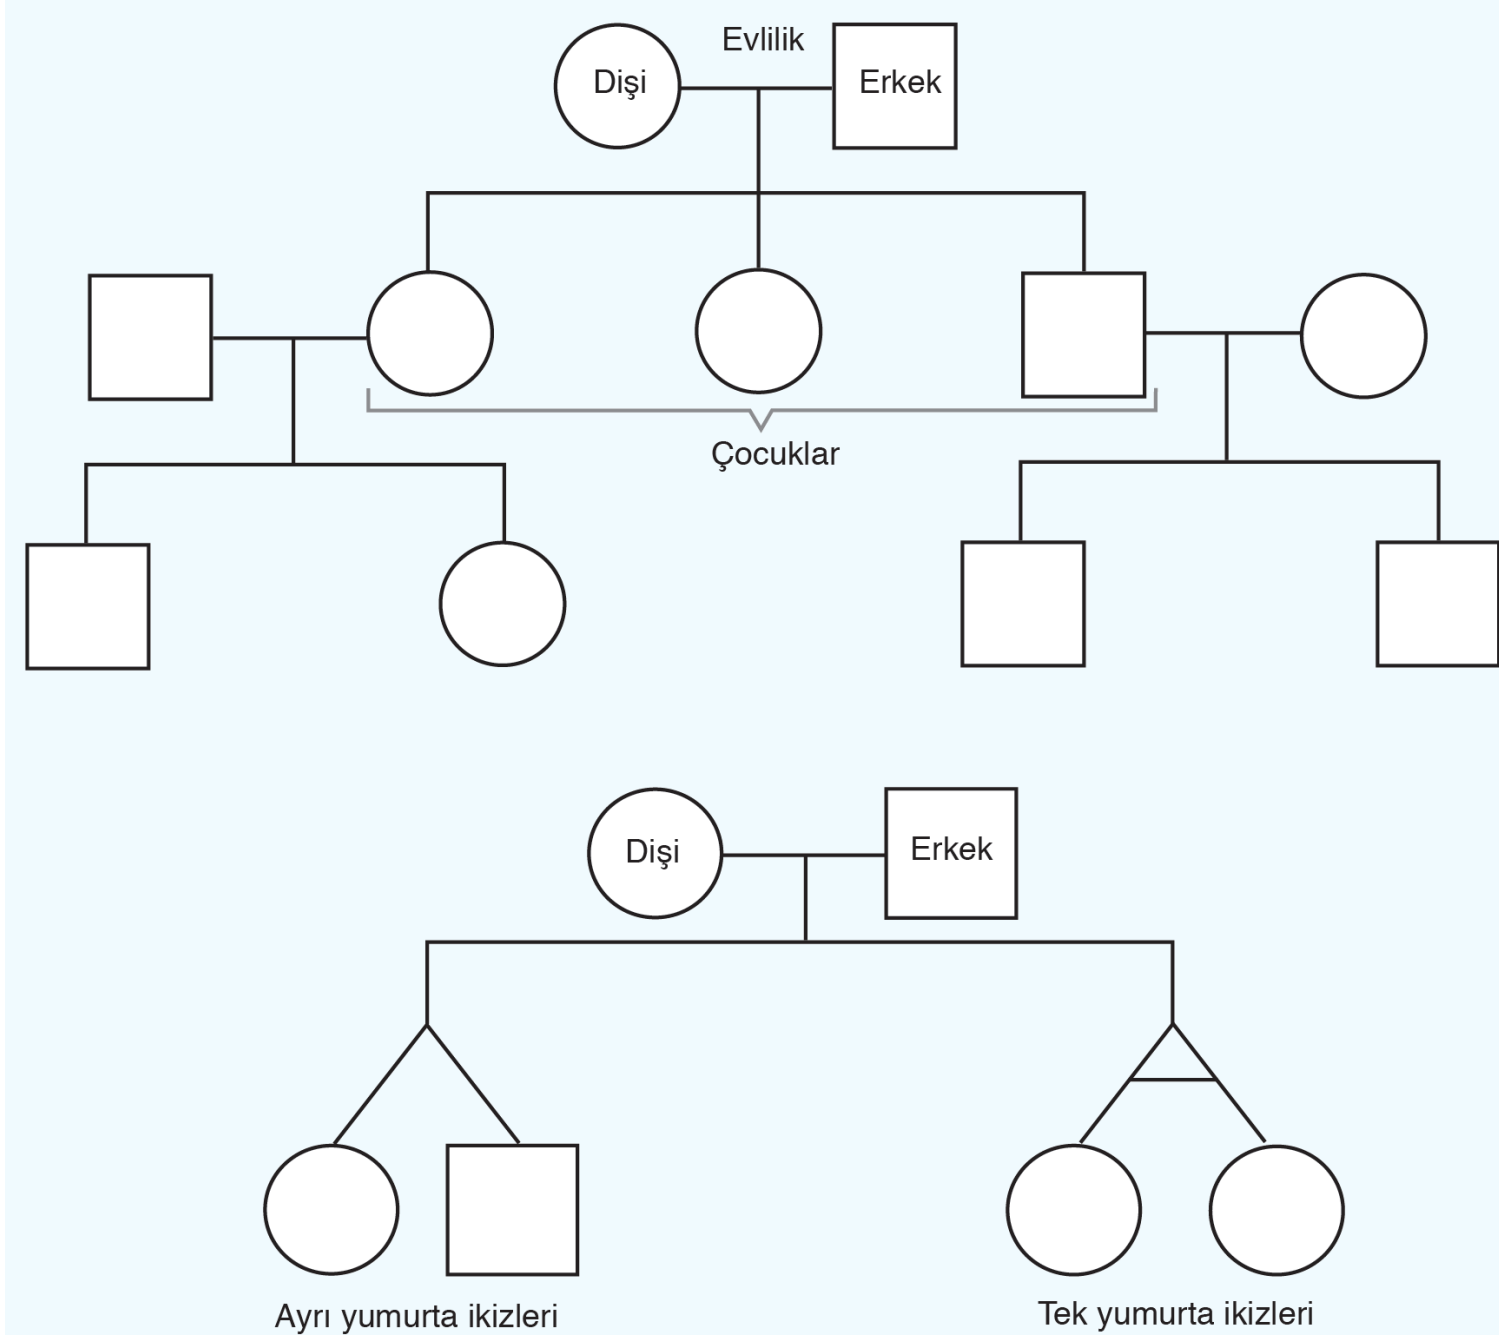 Evlilik
Dişi
Erkek
Çocuklar
Dişi
Erkek
Ayrı yumurta ikizleri
Tek yumurta ikizleri